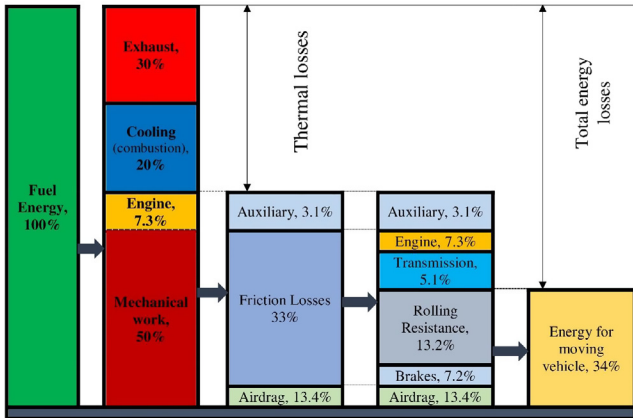 Fuel
Energy,
100%
Exhaust,
30%
Cooling
(combustion),
20%
Engine,
7.3%
Mechanical
work,
50%
Thermal losses
Auxiliary, 3.1%
Friction Losses
33%
Airdrag, 13.4%
Auxiliary, 3.1%
Engine, 7.3%
Transmission,
5.1%
Rolling
Resistance,
13.2%
Brakes, 7.2%
Airdrag, 13.4%
Total energy
losses
Energy for
moving
vehicle, 34%